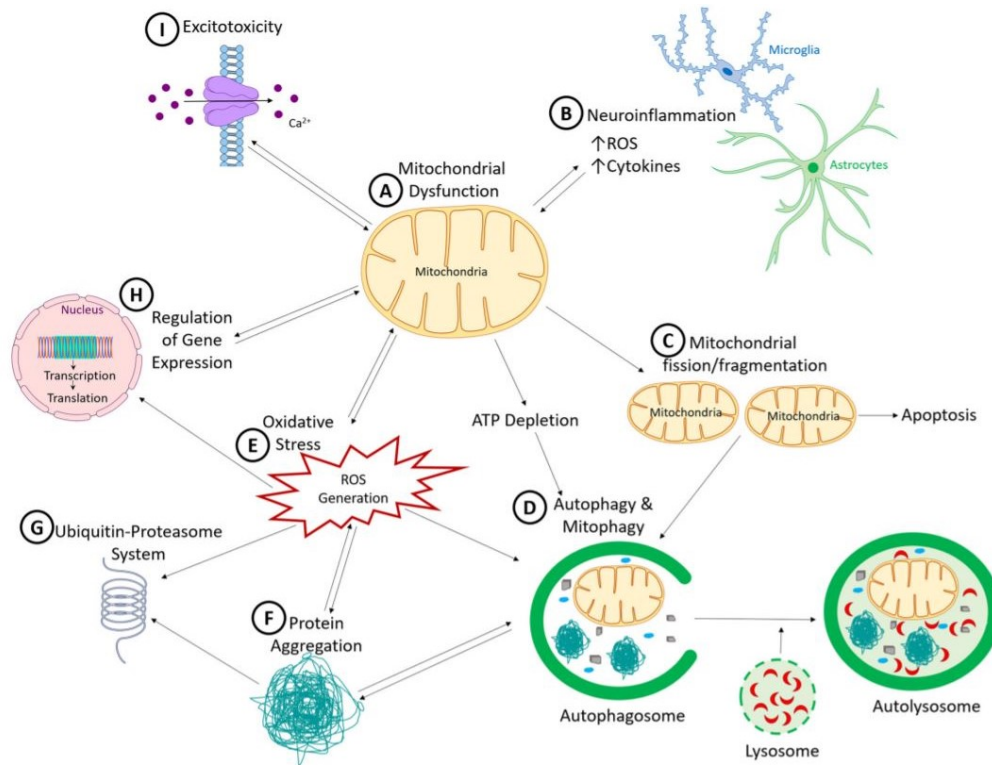 I Excitotoxicity
Ca²⁺
Microglia
B Neuroinflammation
↑ROS
↑Cytokines
Astrocytes
A Mitochondrial
Dysfunction
Mitochondria
H Regulation
of Gene
Expression
Nucleus
Transcription
Translation
C Mitochondrial
fission/fragmentation
Mitochondria
Mitochondria
Apoptosis
ATP Depletion
E Oxidative
Stress
ROS
Generation
D Autophagy &
Mitophagy
G Ubiquitin-Proteasome
System
F Protein
Aggregation
Autophagosome
Lysosome
Autolysosome